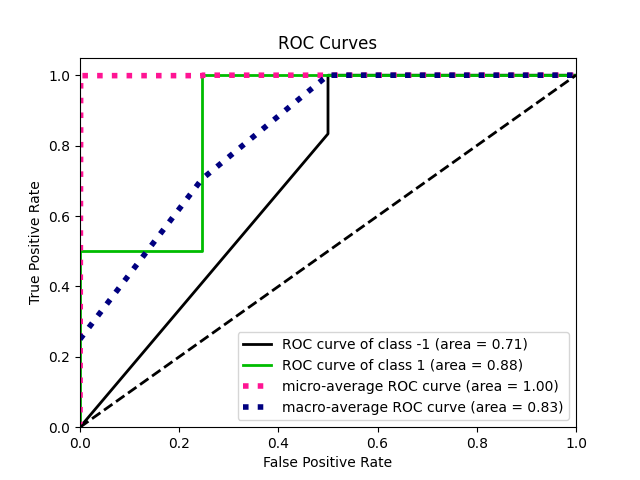 ROC Curves
True Positive Rate
1.0
0.8
0.6
0.4
0.2
0.0
ROC curve of class -1 (area = 0.71)
ROC curve of class 1 (area = 0.88)
micro-average ROC curve (area = 1.00)
macro-average ROC curve (area = 0.83)
0.0 0.2 0.4 0.6 0.8 1.0
False Positive Rate